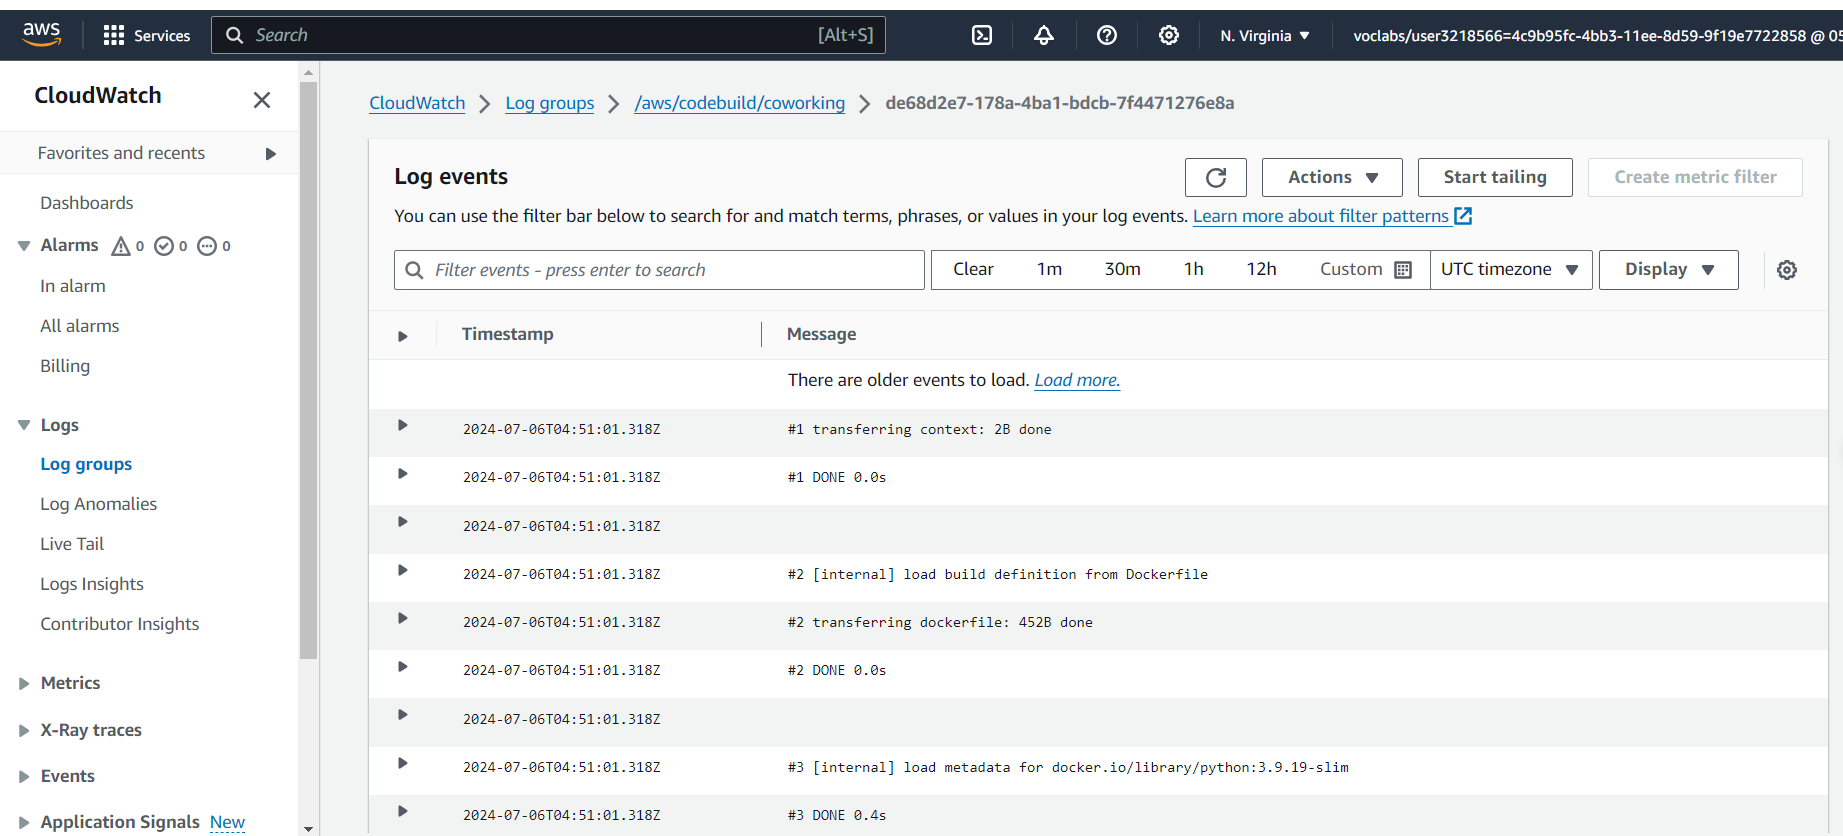 aws Services Search [Alt+S] N. Virginia voclabs/user3218566=4c9b95fc-4bb3-11ee-8d59-9f19e7722858 @ 05
CloudWatch
Favorites and recents
Dashboards
Alarms 0 0 0
In alarm
All alarms
Billing
Logs
Log groups
Log Anomalies
Live Tail
Logs Insights
Contributor Insights
Metrics
X-Ray traces
Events
Application Signals New
CloudWatch Log groups /aws/codebuild/coworking de68d2e7-178a-4ba1-bdcb-7f4471276e8a
Log events Actions Start tailing Create metric filter
You can use the filter bar below to search for and match terms, phrases, or values in your log events. Learn more about filter patterns
Filter events - press enter to search Clear 1m 30m 1h 12h Custom UTC timezone Display
Timestamp Message
There are older events to load. Load more.
2024-07-06T04:51:01.318Z #1 transferring context: 2B done
2024-07-06T04:51:01.318Z #1 DONE 0.0s
2024-07-06T04:51:01.318Z
2024-07-06T04:51:01.318Z #2 [internal] load build definition from Dockerfile
2024-07-06T04:51:01.318Z #2 transferring dockerfile: 452B done
2024-07-06T04:51:01.318Z #2 DONE 0.0s
2024-07-06T04:51:01.318Z
2024-07-06T04:51:01.318Z #3 [internal] load metadata for docker.io/library/python:3.9.19-slim
2024-07-06T04:51:01.318Z #3 DONE 0.4s